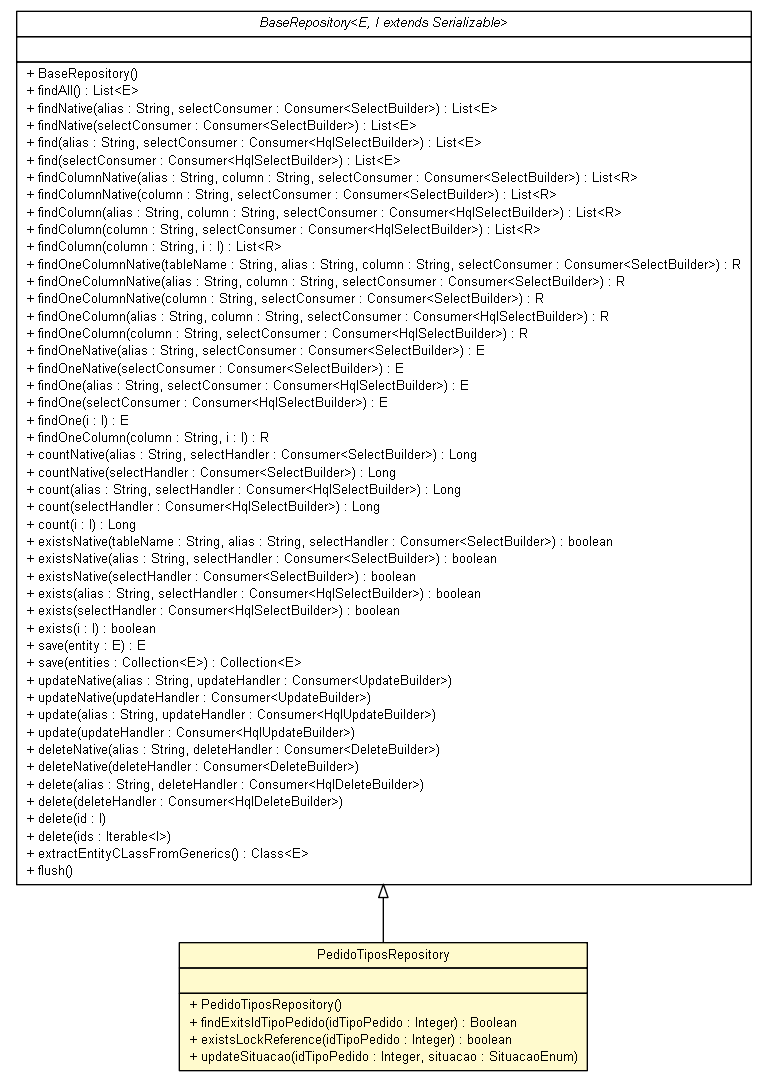 BaseRepository<E, I extends Serializable>
+ BaseRepository()
+ findAll() : List<E>
+ findNative(alias : String, selectConsumer : Consumer<SelectBuilder>) : List<E>
+ findNative(selectConsumer : Consumer<SelectBuilder>) : List<E>
+ find(alias : String, selectConsumer : Consumer<HqlSelectBuilder>) : List<E>
+ find(selectConsumer : Consumer<HqlSelectBuilder>) : List<E>
+ findColumnNative(alias : String, column : String, selectConsumer : Consumer<SelectBuilder>) : List<R>
+ findColumnNative(column : String, selectConsumer : Consumer<SelectBuilder>) : List<R>
+ findColumn(alias : String, column : String, selectConsumer : Consumer<HqlSelectBuilder>) : List<R>
+ findColumn(column : String, selectConsumer : Consumer<HqlSelectBuilder>) : List<R>
+ findColumn(column : String, i : I) : List<R>
+ findOneColumnNative(tableName : String, alias : String, column : String, selectConsumer : Consumer<SelectBuilder>) : R
+ findOneColumnNative(alias : String, column : String, selectConsumer : Consumer<SelectBuilder>) : R
+ findOneColumnNative(column : String, selectConsumer : Consumer<SelectBuilder>) : R
+ findOneColumn(alias : String, column : String, selectConsumer : Consumer<HqlSelectBuilder>) : R
+ findOneColumn(column : String, selectConsumer : Consumer<HqlSelectBuilder>) : R
+ findOneNative(alias : String, selectConsumer : Consumer<SelectBuilder>) : E
+ findOneNative(selectConsumer : Consumer<SelectBuilder>) : E
+ findOne(alias : String, selectConsumer : Consumer<HqlSelectBuilder>) : E
+ findOne(selectConsumer : Consumer<HqlSelectBuilder>) : E
+ findOne(i : I) : E
+ findOneColumn(column : String, i : I) : R
+ countNative(alias : String, selectHandler : Consumer<SelectBuilder>) : Long
+ countNative(selectHandler : Consumer<SelectBuilder>) : Long
+ count(alias : String, selectHandler : Consumer<HqlSelectBuilder>) : Long
+ count(selectHandler : Consumer<HqlSelectBuilder>) : Long
+ count(i : I) : Long
+ existsNative(tableName : String, alias : String, selectHandler : Consumer<SelectBuilder>) : boolean
+ existsNative(alias : String, selectHandler : Consumer<SelectBuilder>) : boolean
+ existsNative(selectHandler : Consumer<SelectBuilder>) : boolean
+ exists(alias : String, selectHandler : Consumer<HqlSelectBuilder>) : boolean
+ exists(selectHandler : Consumer<HqlSelectBuilder>) : boolean
+ exists(i : I) : boolean
+ save(entity : E) : E
+ save(entities : Collection<E>) : Collection<E>
+ updateNative(alias : String, updateHandler : Consumer<UpdateBuilder>)
+ updateNative(updateHandler : Consumer<UpdateBuilder>)
+ update(alias : String, updateHandler : Consumer<HqlUpdateBuilder>)
+ update(updateHandler : Consumer<HqlUpdateBuilder>)
+ deleteNative(alias : String, deleteHandler : Consumer<DeleteBuilder>)
+ deleteNative(deleteHandler : Consumer<DeleteBuilder>)
+ delete(alias : String, deleteHandler : Consumer<HqlDeleteBuilder>)
+ delete(deleteHandler : Consumer<HqlDeleteBuilder>)
+ delete(id : I)
+ delete(ids : Iterable<I>)
+ extractEntityCLassFromGenerics() : Class<E>
+ flush()
PedidoTiposRepository
+ PedidoTiposRepository()
+ findExitsIdTipoPedido(idTipoPedido : Integer) : Boolean
+ existsLockReference(idTipoPedido : Integer) : boolean
+ updateSituacao(idTipoPedido : Integer, situacao : SituacaoEnum)